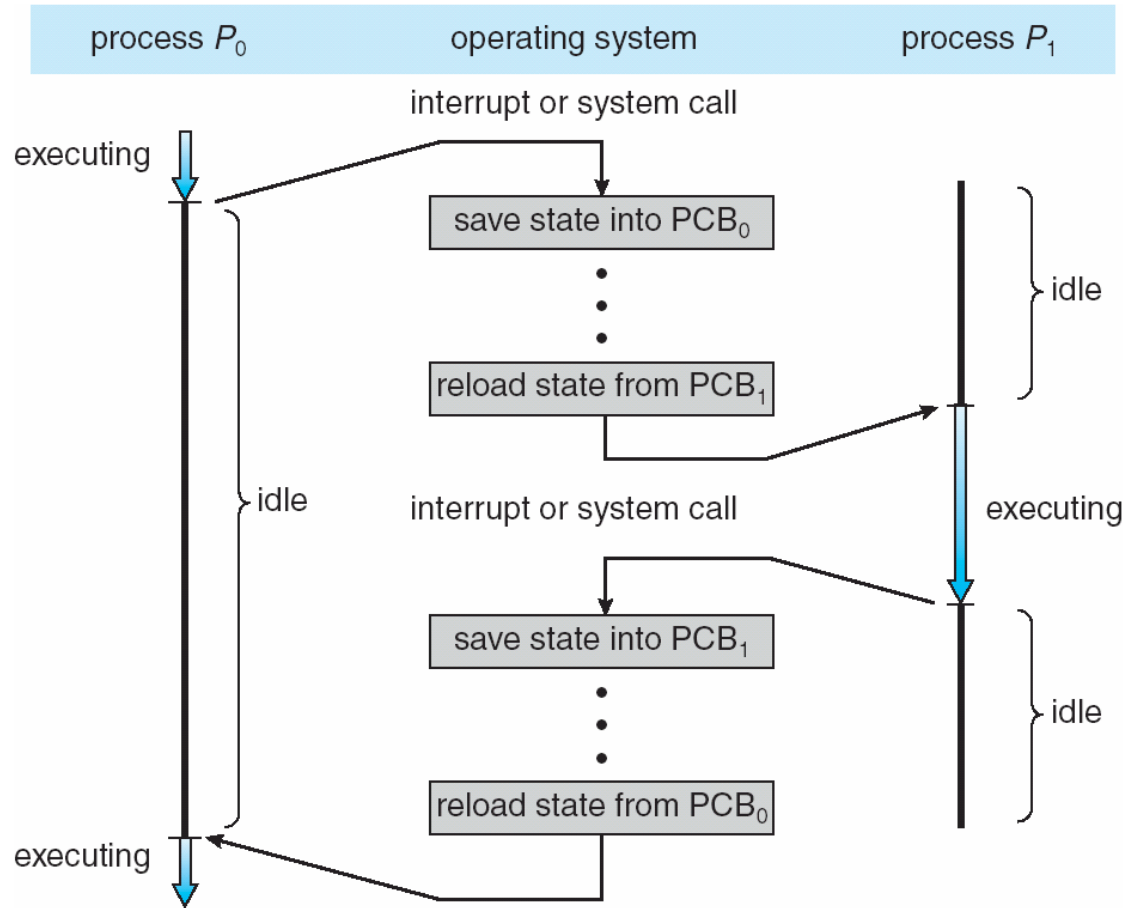 process P₀ operating system process P₁
interrupt or system call
executing
save state into PCB₀
idle
reload state from PCB₁
idle
interrupt or system call
executing
save state into PCB₁
idle
reload state from PCB₀
executing